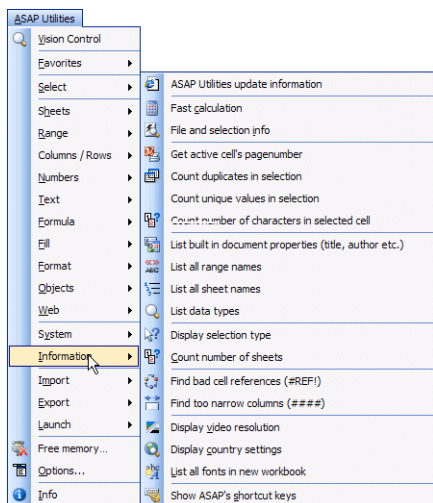 ASAP Utilities
Vision Control
Favorites
Select
Sheets
Range
Columns / Rows
Numbers
Text
Formula
Fill
Format
Objects
Web
System
Information
Import
Export
Launch
Free memory...
Options...
Info
ASAP Utilities update information
Fast calculation
File and selection info
Get active cell's pagenumber
Count duplicates in selection
Count unique values in selection
Count number of characters in selected cell
List built in document properties (title, author etc.)
List all range names
List all sheet names
List data types
Display selection type
Count number of sheets
Find bad cell references (#REF!)
Find too narrow columns (####)
Display video resolution
Display country settings
List all fonts in new workbook
Show ASAP's shortcut keys